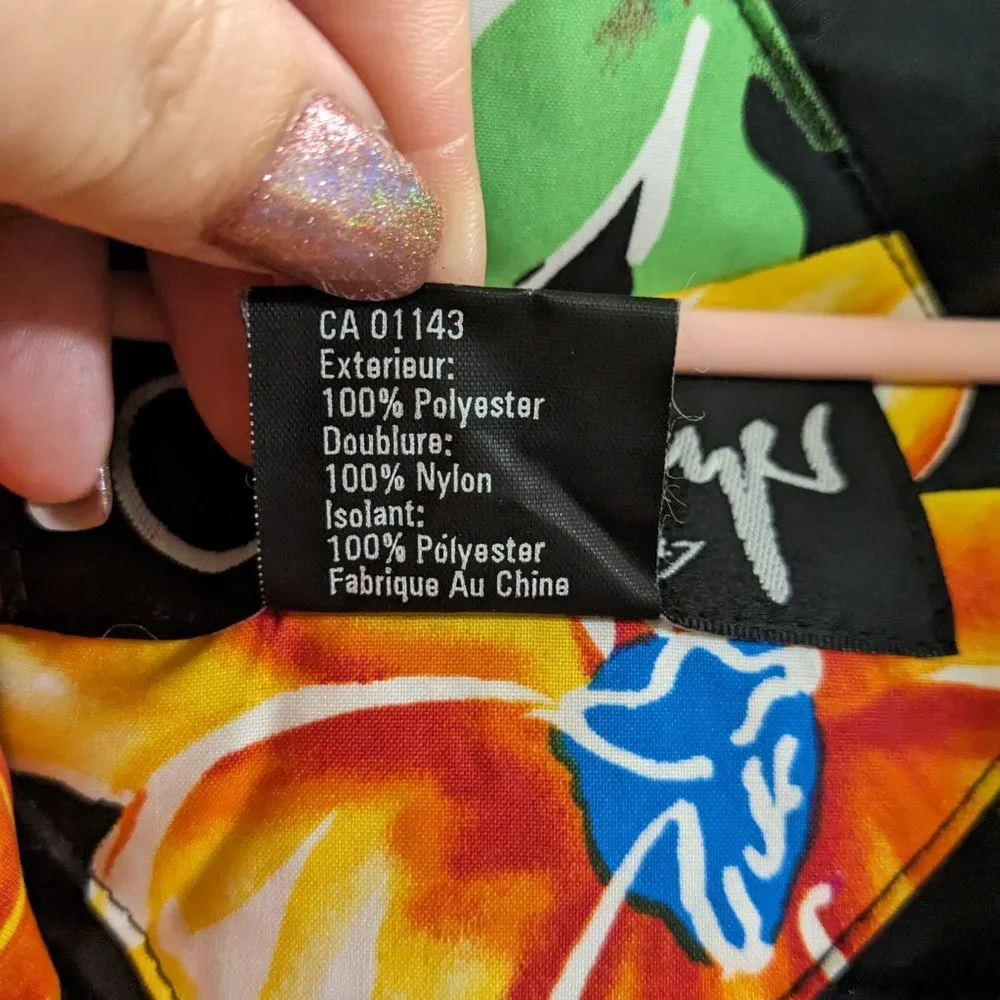 CA 01143
Exterieur:
100% Polyester
Doublure:
100% Nylon
Isolant:
100% Polyester
Fabrique Au Chine